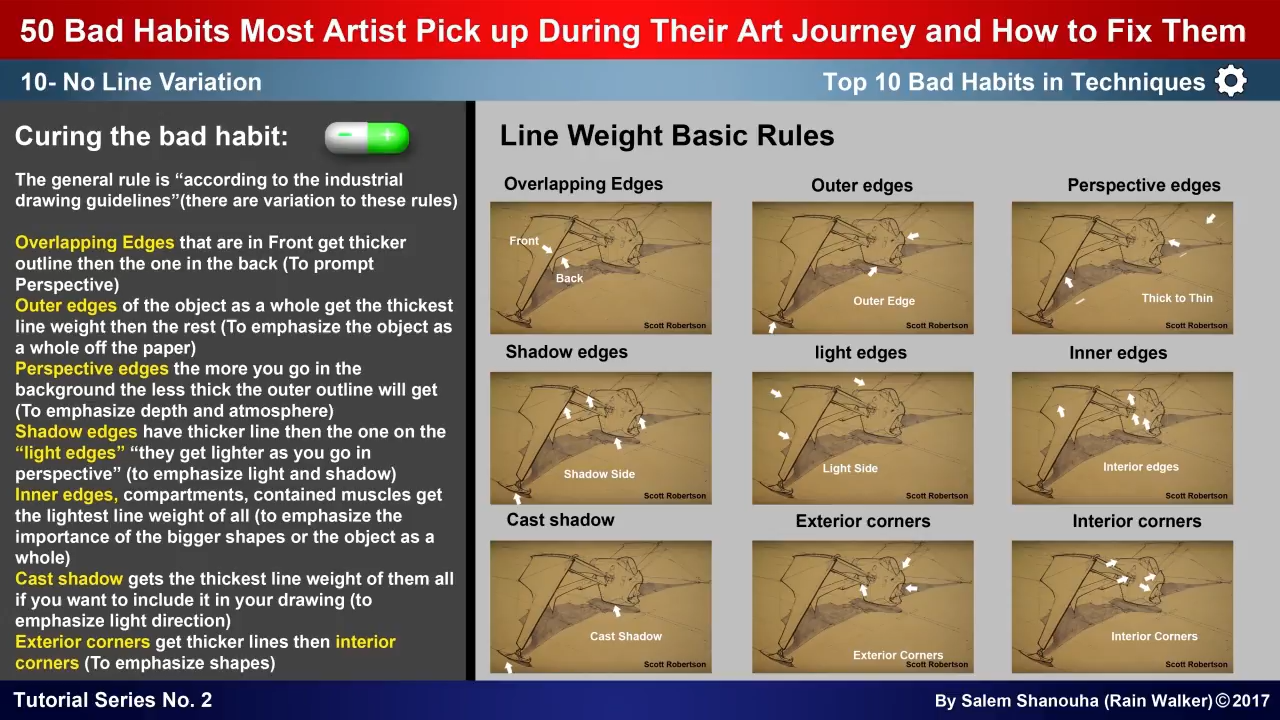 50 Bad Habits Most Artist Pick up During Their Art Journey and How to Fix Them
10- No Line Variation
Top 10 Bad Habits in Techniques
Curing the bad habit:
The general rule is “according to the industrial
drawing guidelines”(there are variation to these rules)
Overlapping Edges that are in Front get thicker
outline then the one in the back (To prompt
Perspective)
Outer edges of the object as a whole get the thickest
line weight then the rest (To emphasize the object as
a whole off the paper)
Perspective edges the more you go in the
background the less thick the outer outline will get
(To emphasize depth and atmosphere)
Shadow edges have thicker line then the one on the
“light edges” “they get lighter as you go in
perspective” (to emphasize light and shadow)
Inner edges, compartments, contained muscles get
the lightest line weight of all (to emphasize the
importance of the bigger shapes or the object as a
whole)
Cast shadow gets the thickest line weight of them all
if you want to include it in your drawing (to
emphasize light direction)
Exterior corners get thicker lines then interior
corners (To emphasize shapes)
Line Weight Basic Rules
Overlapping Edges
Front
Back
Scott Robertson
Outer edges
Outer Edge
Scott Robertson
Perspective edges
Thick to Thin
Scott Robertson
Shadow edges
Shadow Side
Scott Robertson
light edges
Light Side
Scott Robertson
Inner edges
Interior edges
Scott Robertson
Cast shadow
Cast Shadow
Scott Robertson
Exterior corners
Exterior Corners
Scott Robertson
Interior corners
Interior Corners
Scott Robertson
Tutorial Series No. 2
By Salem Shanouha (Rain Walker)©2017